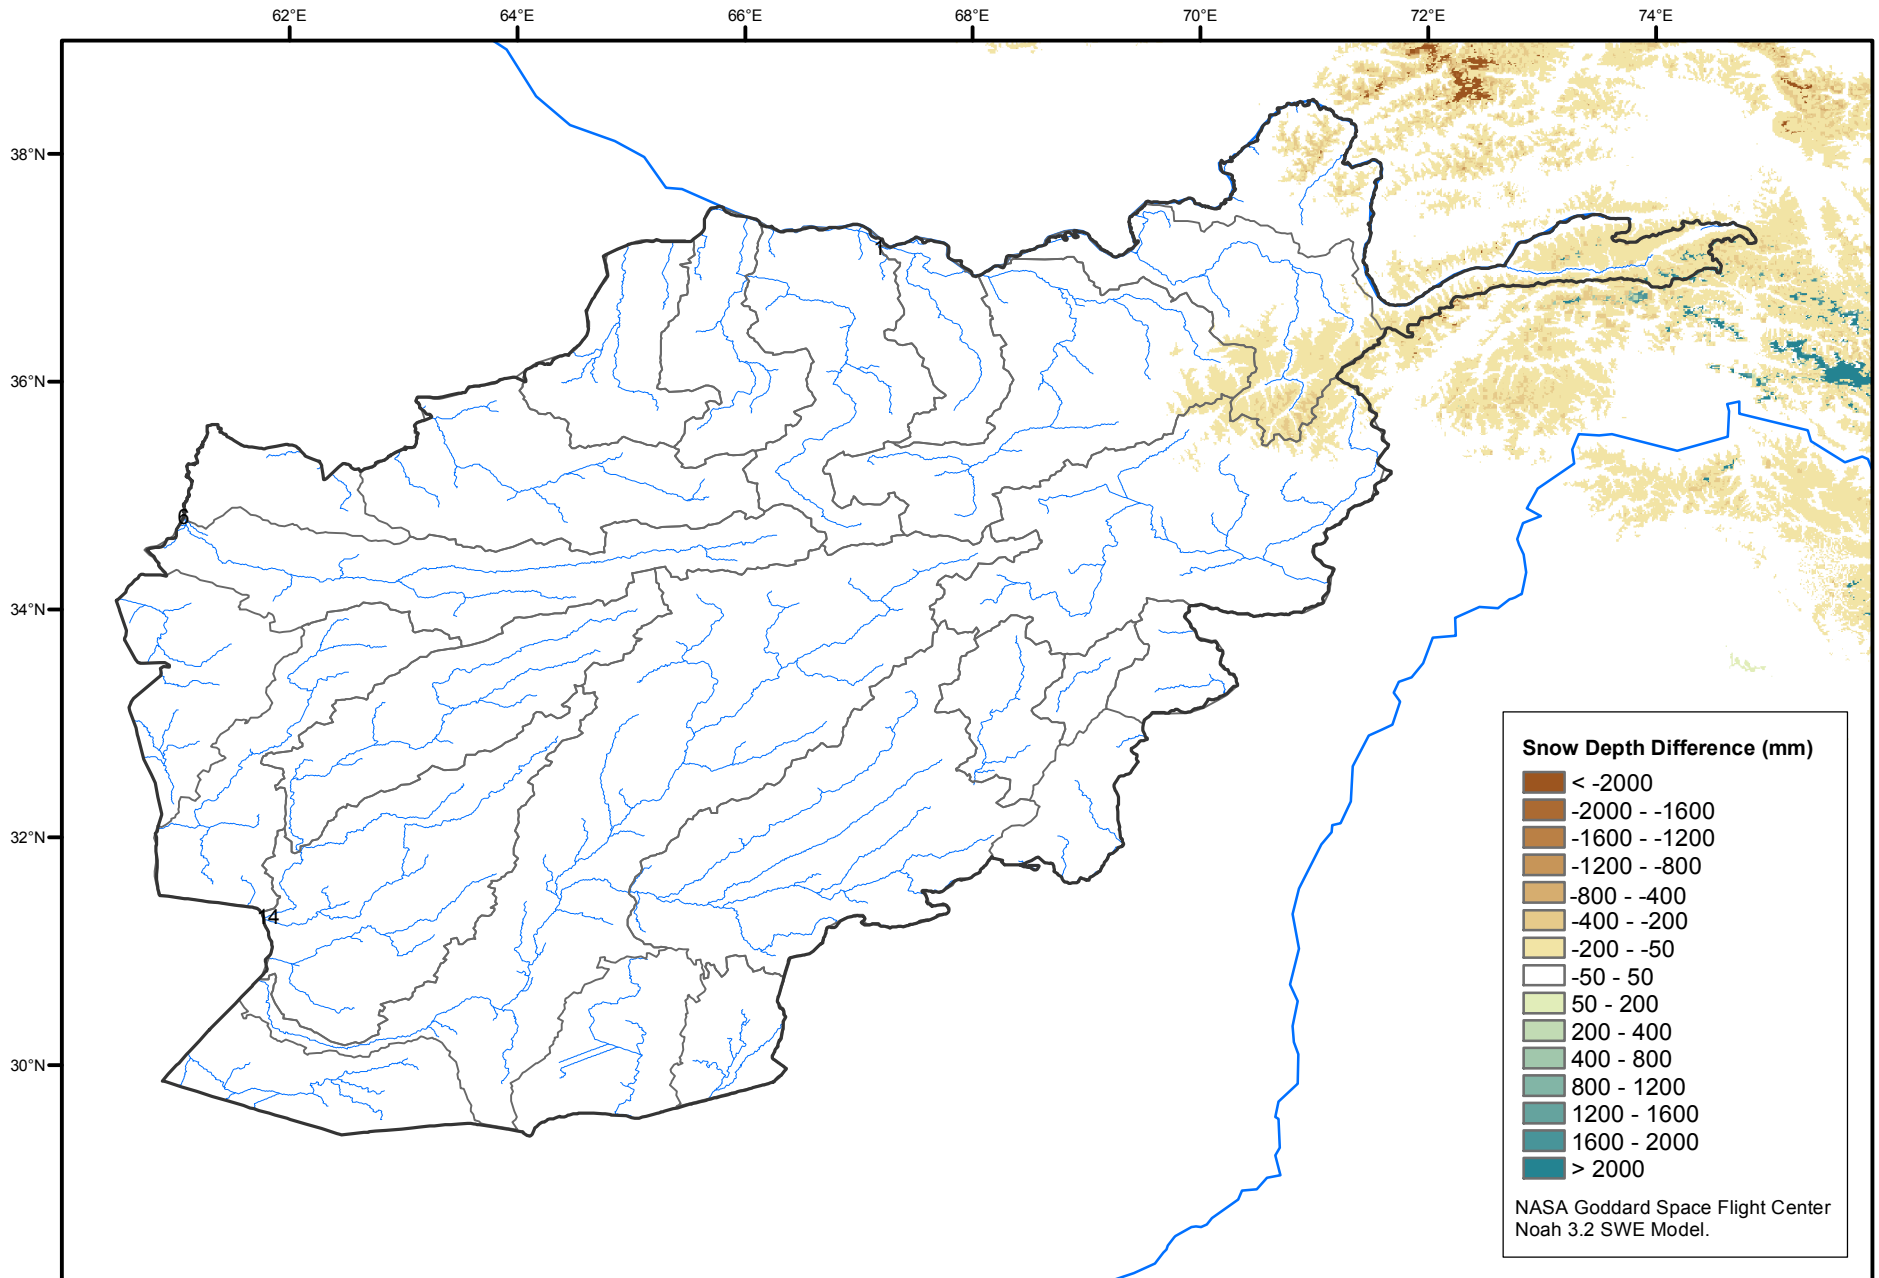 62°E 64°E 66°E 68°E 70°E 72°E 74°E
38°N
1
36°N
6
34°N
32°N
14
30°N
Snow Depth Difference (mm)
< -2000
-2000 - -1600
-1600 - -1200
-1200 - -800
-800 - -400
-400 - -200
-200 - -50
-50 - 50
50 - 200
200 - 400
400 - 800
800 - 1200
1200 - 1600
1600 - 2000
> 2000
NASA Goddard Space Flight Center
Noah 3.2 SWE Model.